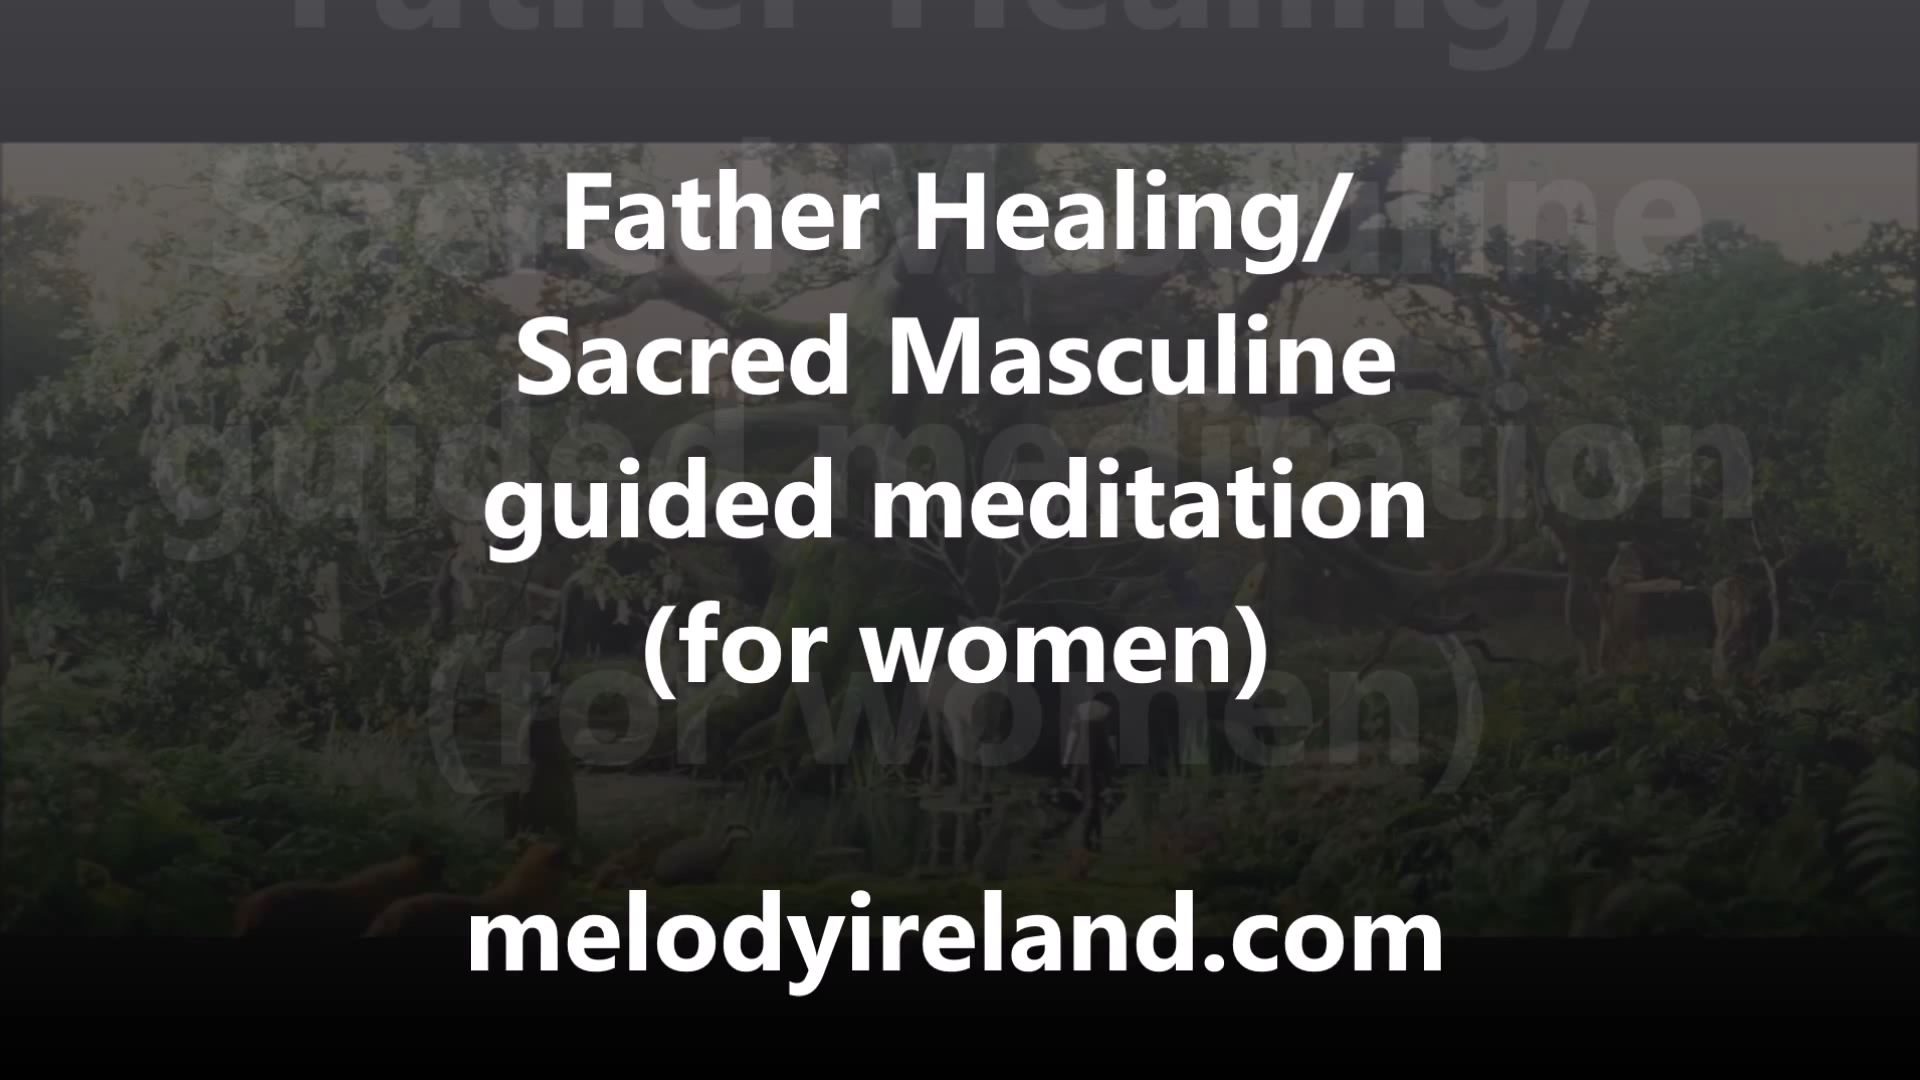 Father Healing/
Sacred Masculine
guided meditation
(for women)
melodyireland.com